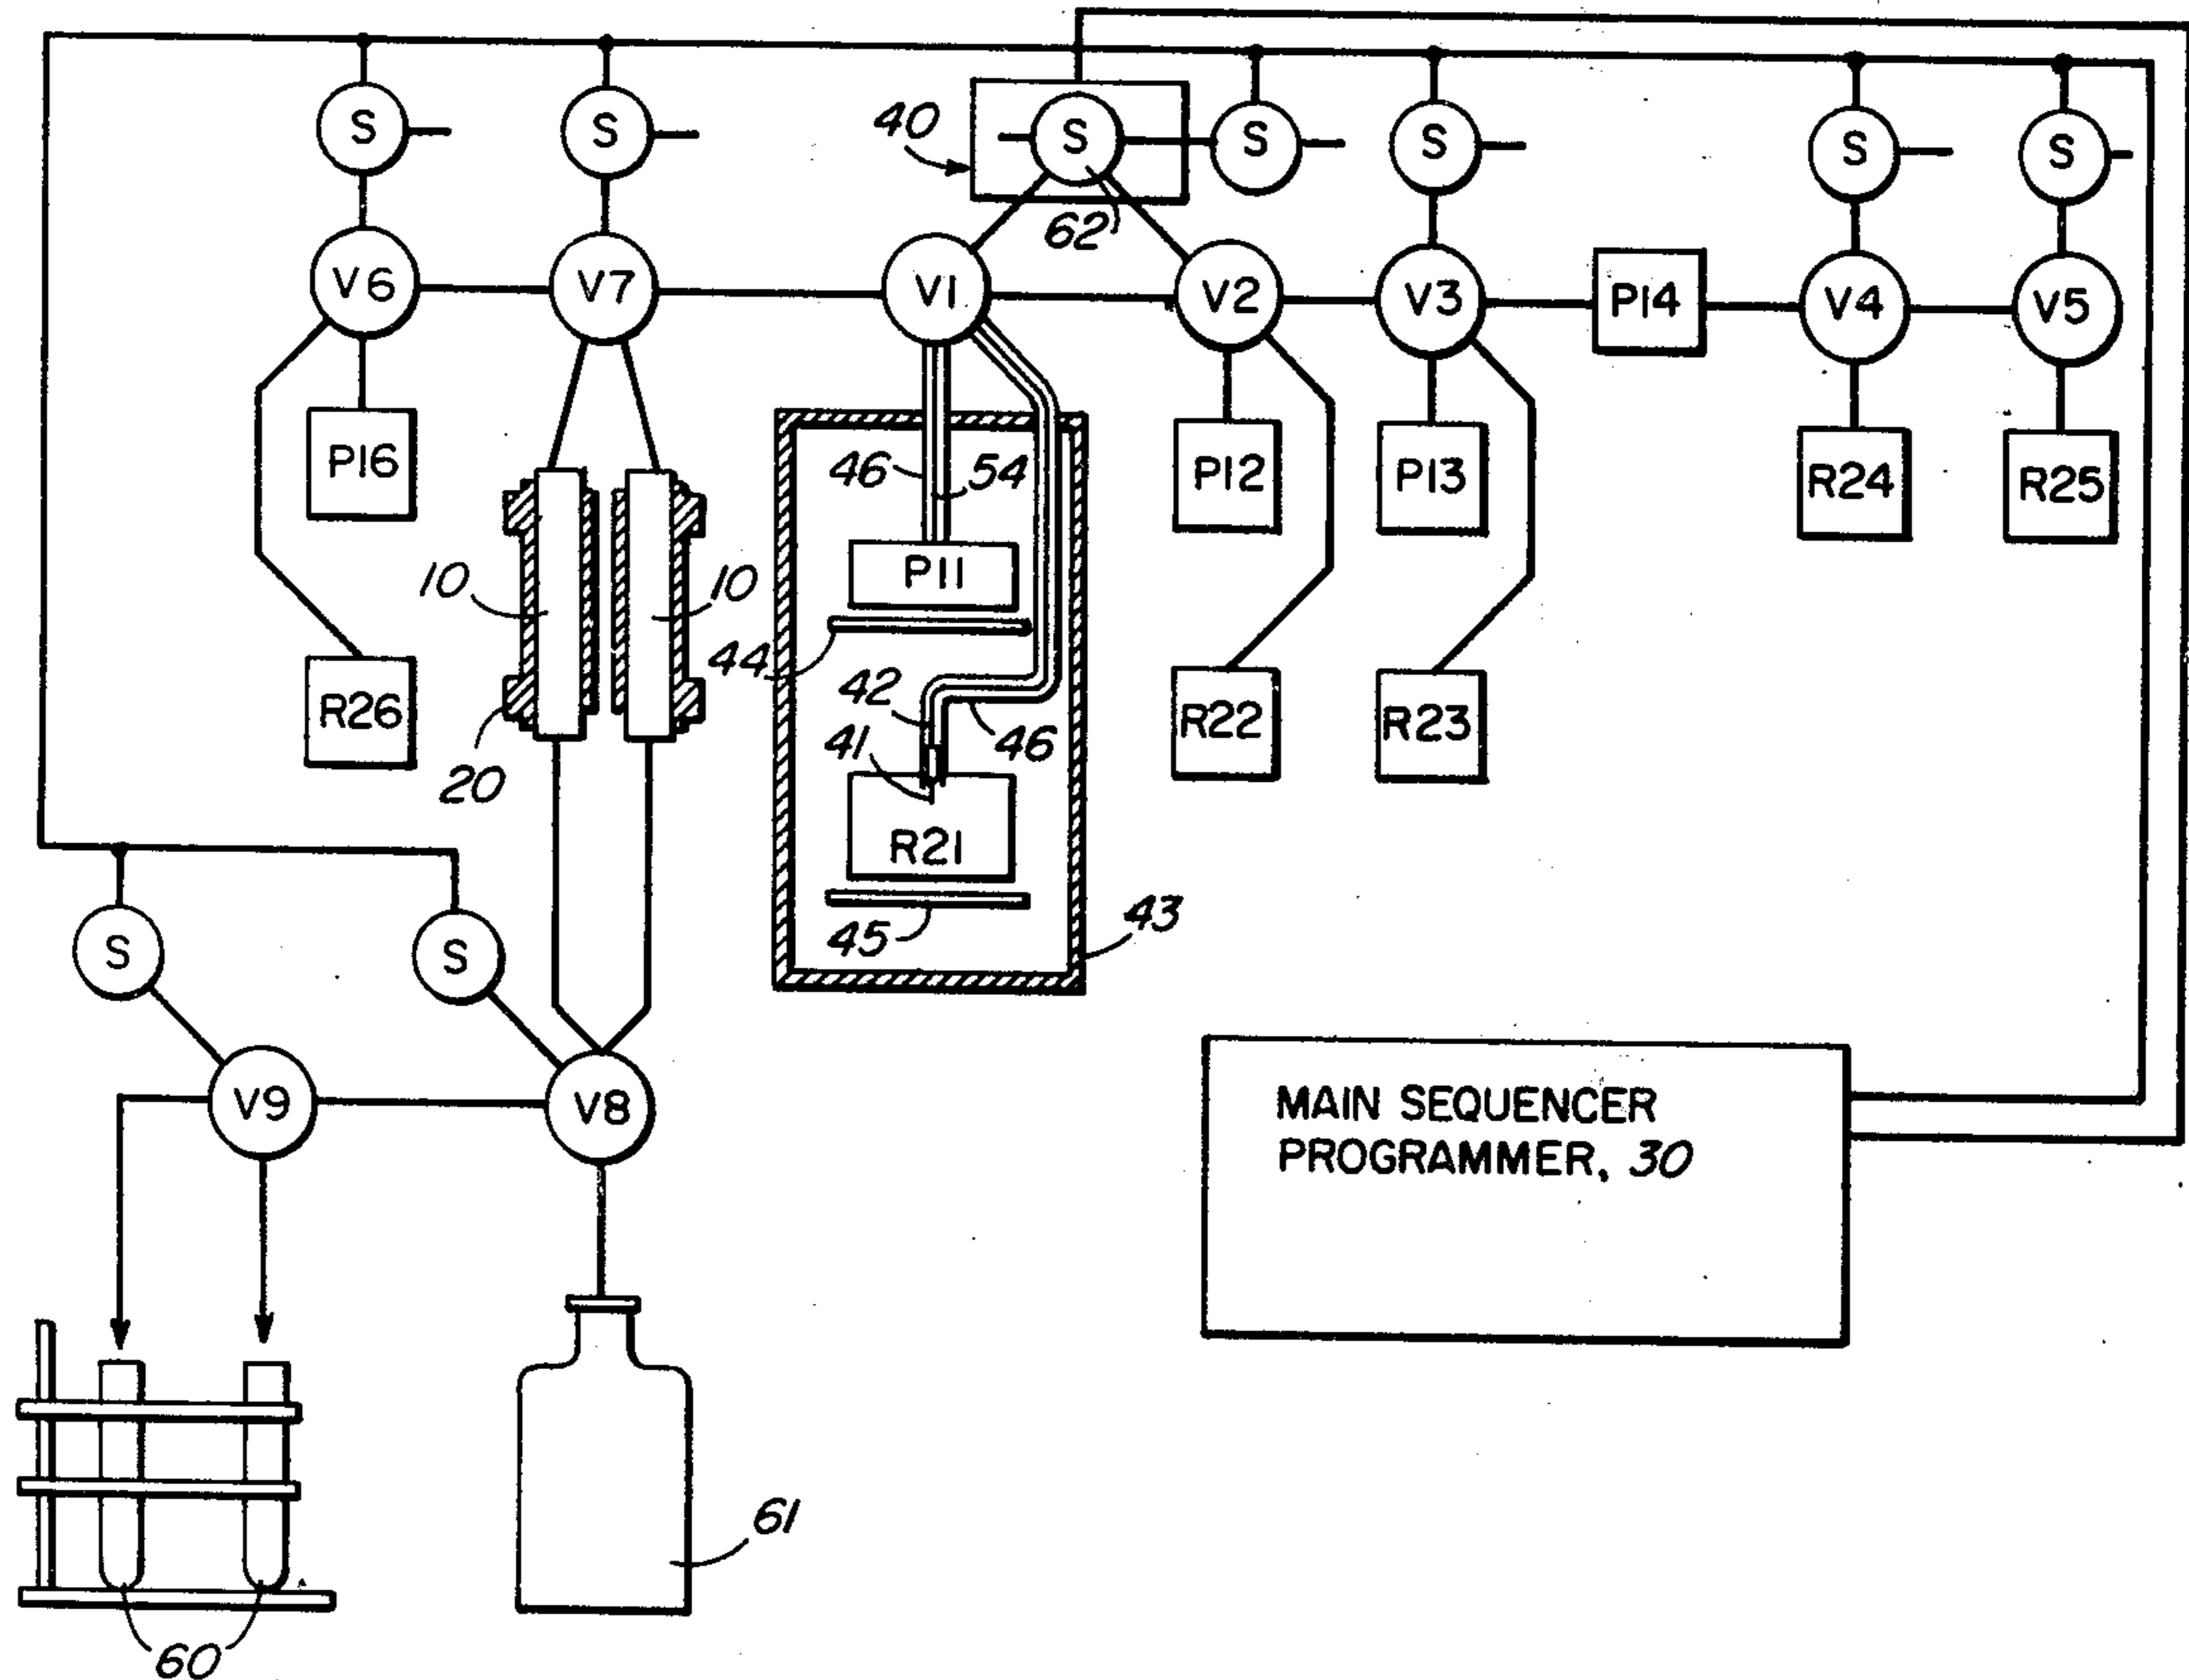 S
S
40
S
S
S
S
S
62
V6
V7
V1
V2
V3
P14
V4
V5
P16
46
54
P12
P13
R24
R25
10
P11
10
44
R26
42
R22
R23
20
41
46
R21
S
S
45
43
V9
V8
MAIN SEQUENCER
PROGRAMMER, 30
61
60